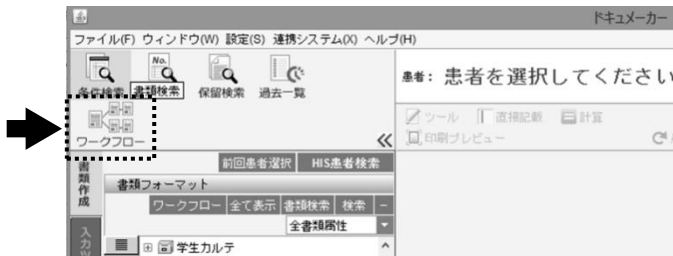 ドキュメーカー
ファイル(F) ウィンドウ(W) 設定(S) 連携システム(X) ヘルプ(H)
No.
条件検索 書類検索 保留検索 過去一覧
ワークフロー
患者: 患者を選択してください
ツール 直接記載 計算
印刷プレビュー
前回患者選択 HIS患者検索
書類作成
書類フォーマット
ワークフロー 全て表示 書類検索 検索 −
全書類属性
学生カルテ
入力ツ